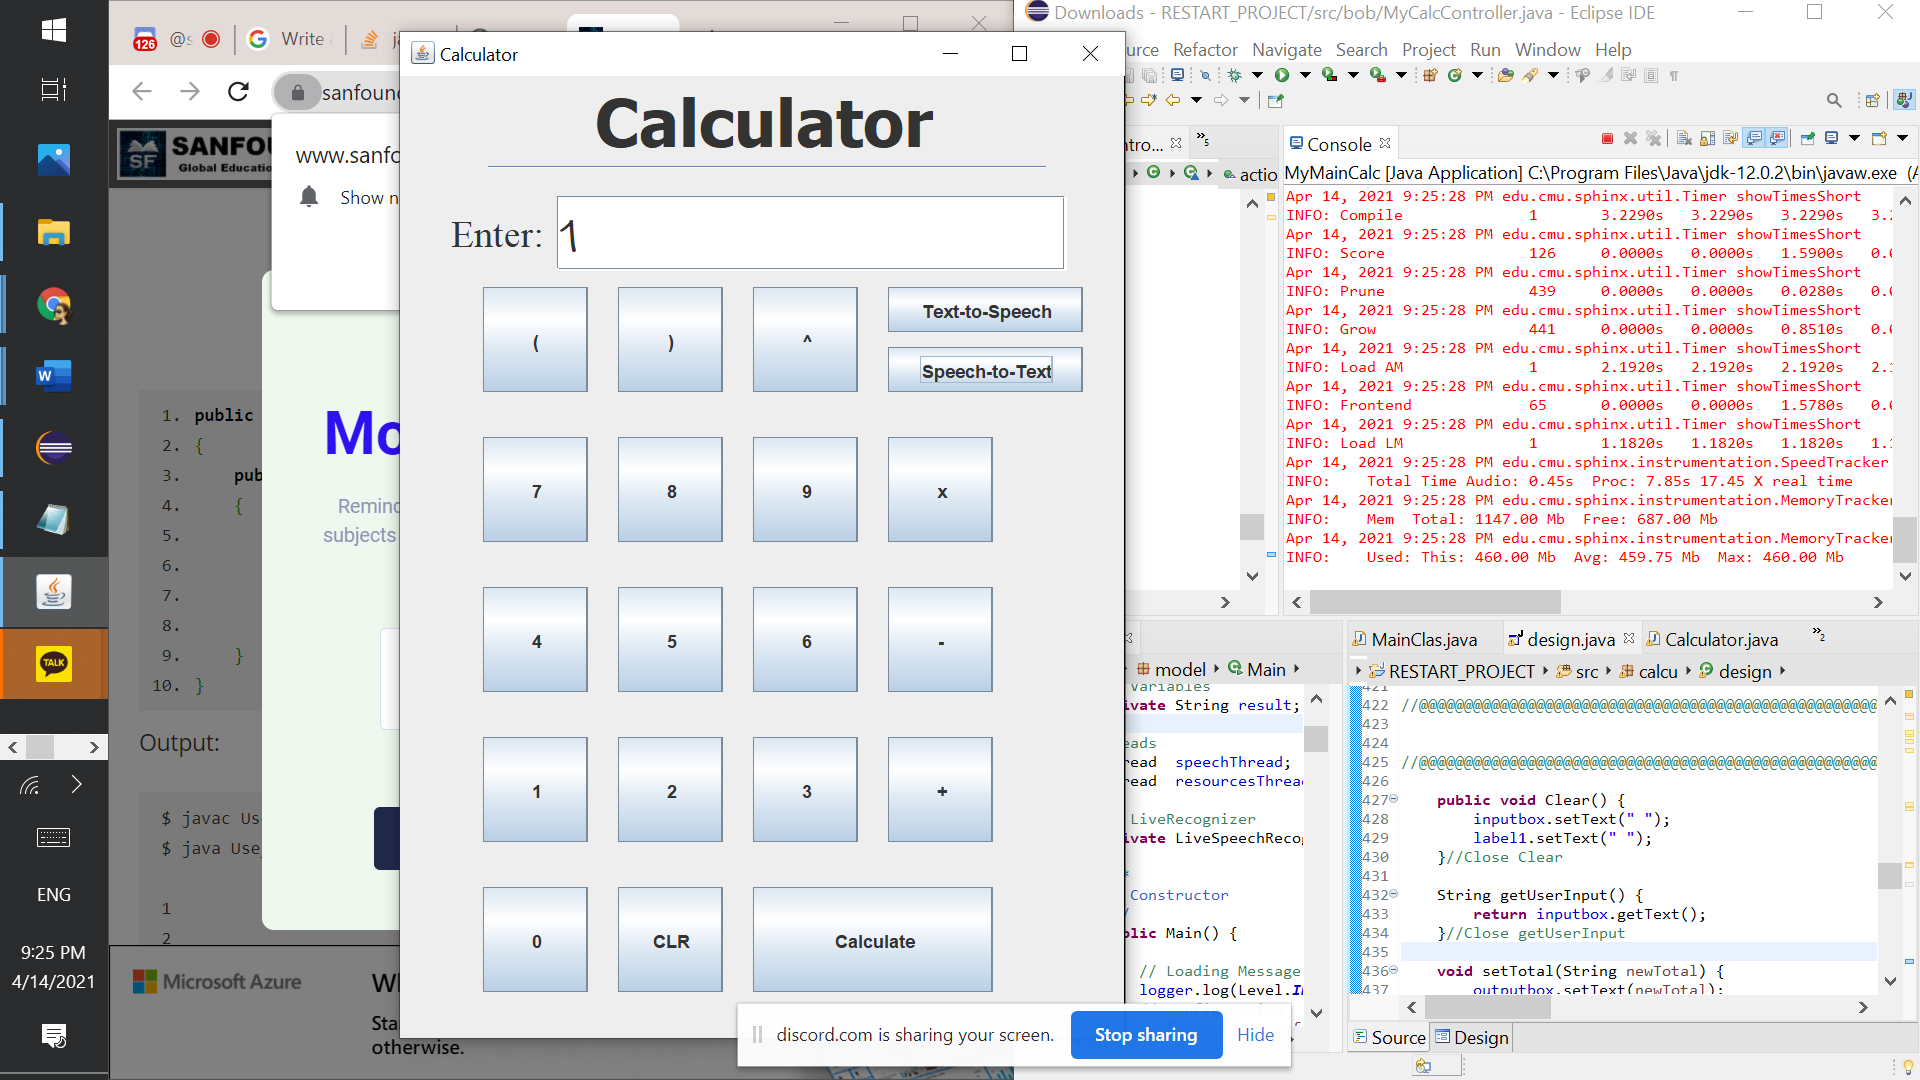 126
@s
Write
sanfoun
SANFOU
Global Educatio
www.sanfo
Show n
1. public
2. {
3. pub
4. {
5.
6.
7.
8.
9. }
10. }
Mo
Remind
subjects
Output:
$ javac Use
$ java Use
1
2
Microsoft Azure
Sta
otherwise.
TALK
ENG
9:25 PM
4/14/2021
Calculator
Calculator
Enter: 1
( ) ^ Text-to-Speech
Speech-to-Text
7 8 9 x
4 5 6 -
1 2 3 +
0 CLR Calculate
discord.com is sharing your screen. Stop sharing Hide
Downloads - RESTART_PROJECT/src/bob/MyCalcController.java - Eclipse IDE
urce Refactor Navigate Search Project Run Window Help
ntro...
5
actio
Console
MyMainCalc [Java Application] C:\Program Files\Java\jdk-12.0.2\bin\javaw.exe (A
Apr 14, 2021 9:25:28 PM edu.cmu.sphinx.util.Timer showTimesShort
INFO: Compile 1 3.2290s 3.2290s 3.2290s 3.2
Apr 14, 2021 9:25:28 PM edu.cmu.sphinx.util.Timer showTimesShort
INFO: Score 126 0.0000s 0.0000s 1.5900s 0.0
Apr 14, 2021 9:25:28 PM edu.cmu.sphinx.util.Timer showTimesShort
INFO: Prune 439 0.0000s 0.0000s 0.0280s 0.0
Apr 14, 2021 9:25:28 PM edu.cmu.sphinx.util.Timer showTimesShort
INFO: Grow 441 0.0000s 0.0000s 0.8510s 0.0
Apr 14, 2021 9:25:28 PM edu.cmu.sphinx.util.Timer showTimesShort
INFO: Load AM 1 2.1920s 2.1920s 2.1920s 2.1
Apr 14, 2021 9:25:28 PM edu.cmu.sphinx.util.Timer showTimesShort
INFO: Frontend 65 0.0000s 0.0000s 1.5780s 0.0
Apr 14, 2021 9:25:28 PM edu.cmu.sphinx.util.Timer showTimesShort
INFO: Load LM 1 1.1820s 1.1820s 1.1820s 1.1
Apr 14, 2021 9:25:28 PM edu.cmu.sphinx.instrumentation.SpeedTracker
INFO: Total Time Audio: 0.45s Proc: 7.85s 17.45 X real time
Apr 14, 2021 9:25:28 PM edu.cmu.sphinx.instrumentation.MemoryTracker
INFO: Mem Total: 1147.00 Mb Free: 687.00 Mb
Apr 14, 2021 9:25:28 PM edu.cmu.sphinx.instrumentation.MemoryTracker
INFO: Used: This: 460.00 Mb Avg: 459.75 Mb Max: 460.00 Mb
model Main
Variables
ivate String result;
eads
read speechThread;
read resourcesThread
LiveRecognizer
ivate LiveSpeechReco
*
Constructor
/
blic Main() {
// Loading Message
logger.log(Level.I
MainClas.java design.java Calculator.java
2
RESTART_PROJECT src calcu design
421
422 //@@@@@@@@@@@@@@@@@@@@@@@@@@@@@@@@@@@@@@@@@@@@@@@@@@@
423
424
425 //@@@@@@@@@@@@@@@@@@@@@@@@@@@@@@@@@@@@@@@@@@@@@@@@@@@
426
427 public void Clear() {
428 inputbox.setText(" ");
429 label1.setText(" ");
430 }//Close Clear
431
432 String getUserInput() {
433 return inputbox.getText();
434 }//Close getUserInput
435
436 void setTotal(String newTotal) {
437 outputbox.setText(newTotal);
Source Design